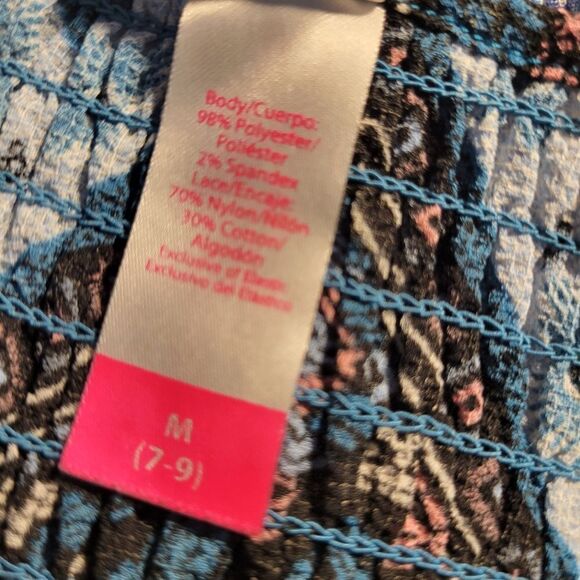 Body/Cuerpo:
98% Polyester/
Poliéster
2% Spandex
Lace/Encaje:
70% Nylon/Nilón
30% Cotton/
Algodón
Exclusive of Elastic
Exclusivo del Elástico
M
(7-9)